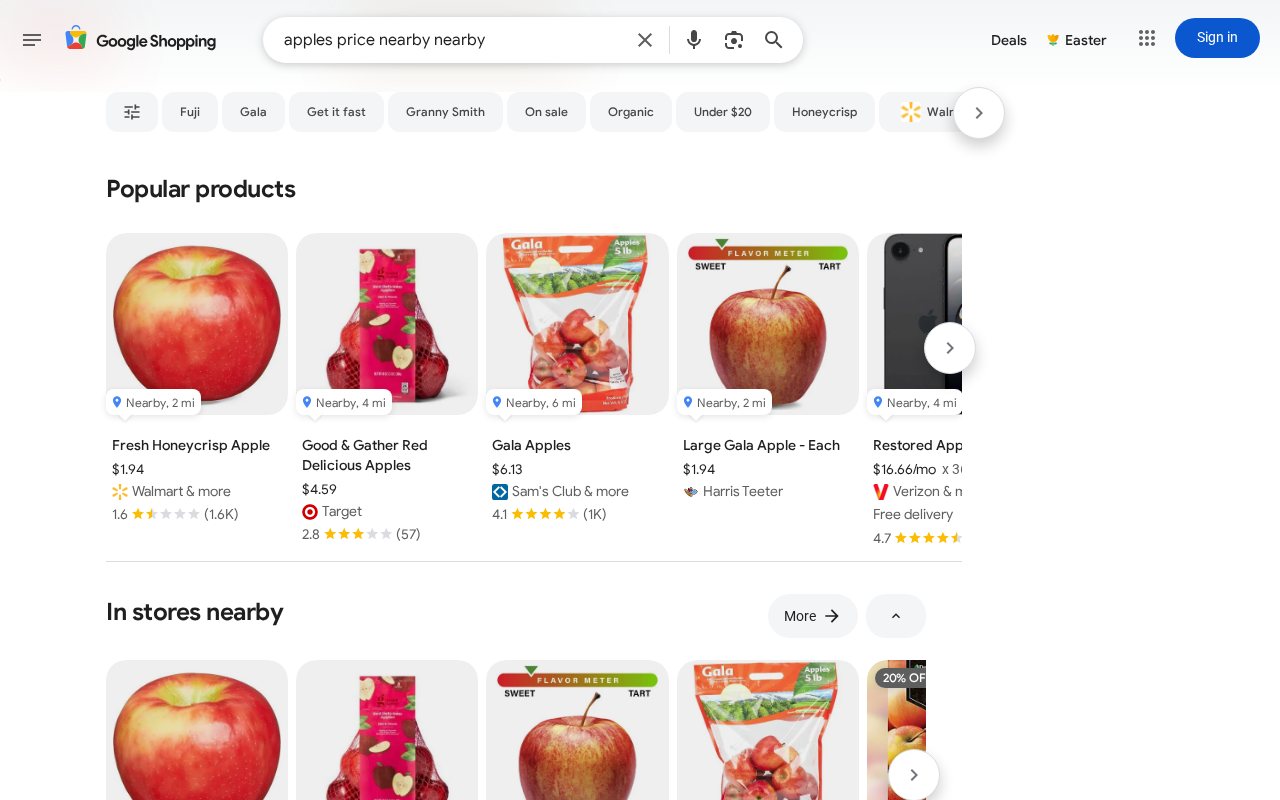 Google Shopping
apples price nearby nearby
Deals
Easter
Sign in
Fuji
Gala
Get it fast
Granny Smith
On sale
Organic
Under $20
Honeycrisp
Popular products
Gala
Apples
5 lb
FLAVOR METER
SWEET
TART
Nearby, 2 mi
Nearby, 4 mi
Nearby, 6 mi
Nearby, 2 mi
Nearby, 4 mi
Fresh Honeycrisp Apple
$1.94
Walmart & more
1.6
(1.6K)
Good & Gather Red
Delicious Apples
$4.59
Target
2.8
(57)
Gala Apples
$6.13
Sam's Club & more
4.1
(1K)
Large Gala Apple - Each
$1.94
Harris Teeter
Restored
$16.66/mo x
Verizon &
Free delivery
4.7
In stores nearby
More
FLAVOR METER
SWEET
TART
Gala
Apples
5 lb
20%